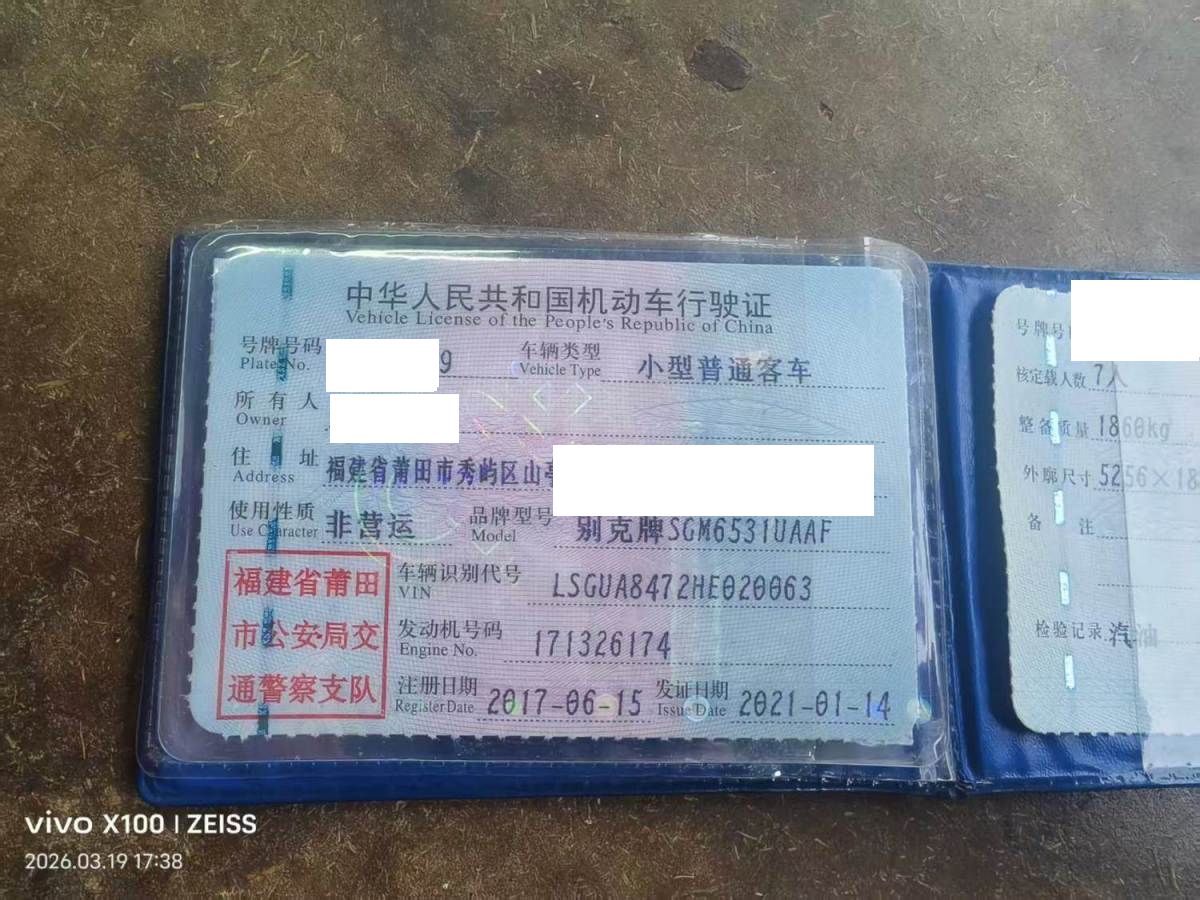 中华人民共和国机动车行驶证
Vehicle License of the People's Republic of China
号牌号码 9 车辆类型 小型普通客车
Plate No. Vehicle Type
所有人
Owner
住址 福建省莆田市秀屿区山亭
Address
使用性质 非营运 品牌型号 别克牌SGM6531UAAF
Use Character Model
福建省莆田
市公安局交
通警察支队
车辆识别代号 LSGUA8472HE020063
VIN
发动机号码 171326174
Engine No.
注册日期 2017-06-15 发证日期 2021-01-14
Register Date Issue Date
号牌号
核定载人数 7人
整备质量 1860kg
外廓尺寸 5256×18
备注
检验记录 汽油
vivo X100 | ZEISS
2026.03.19 17:38